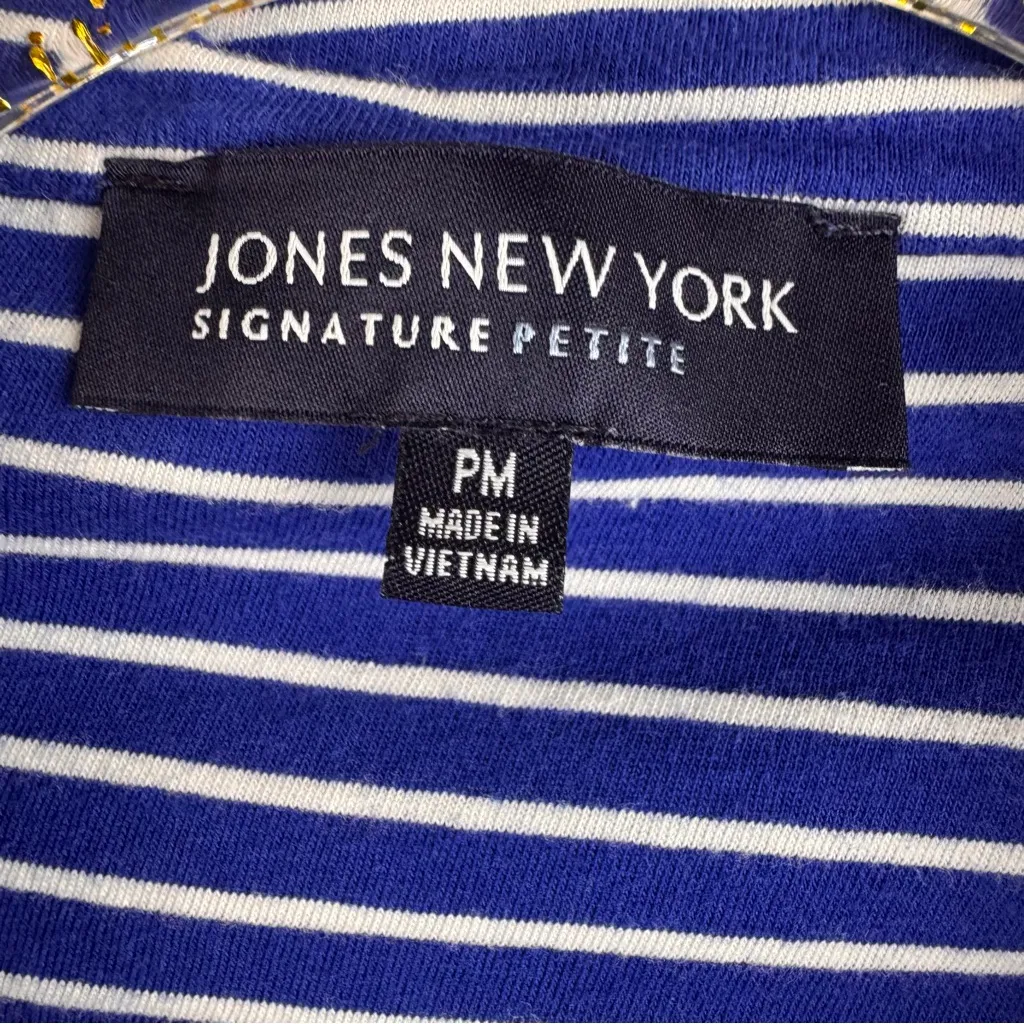 JONES NEW YORK
SIGNATURE PETITE
PM
MADE IN
VIETNAM